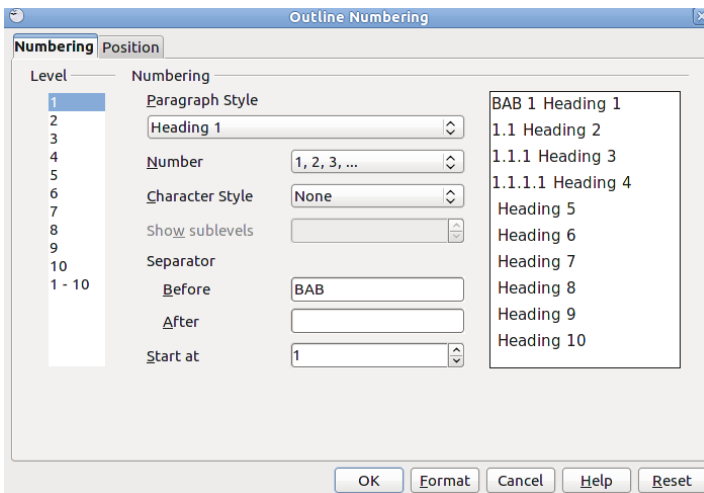 Outline Numbering
Numbering Position
Level
1
2
3
4
5
6
7
8
9
10
1 - 10
Numbering
Paragraph Style
Heading 1
Number 1, 2, 3, ...
Character Style None
Show sublevels
Separator
Before BAB
After
Start at 1
BAB 1 Heading 1
1.1 Heading 2
1.1.1 Heading 3
1.1.1.1 Heading 4
Heading 5
Heading 6
Heading 7
Heading 8
Heading 9
Heading 10
OK Format Cancel Help Reset